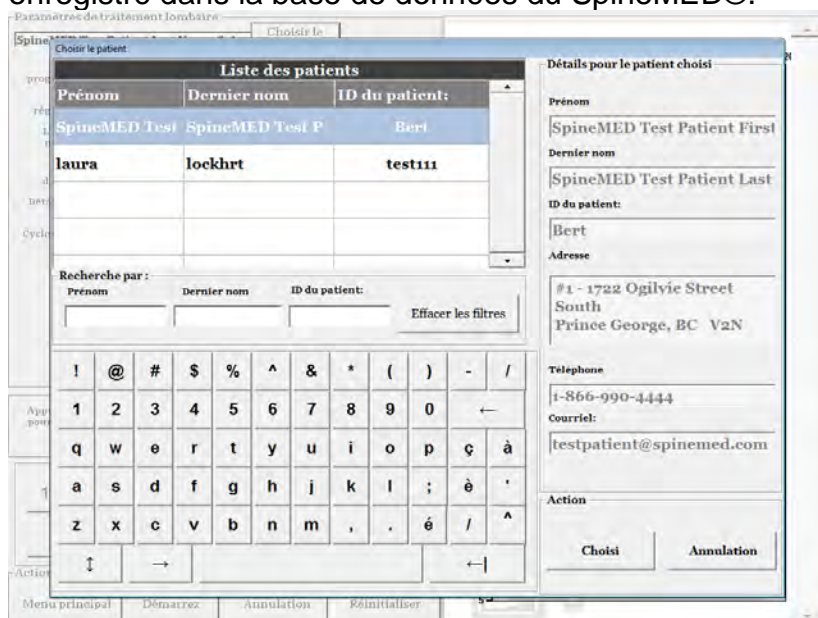 enregistré dans la base de données du SpineMED®.
Paramètres de traitement lombaire
Choisir le
Choisir le patient
Liste des patients
Prénom Dernier nom ID du patient:
SpineMED Test SpineMED Test P Bert
laura lockhrt test111
Recherche par :
Prénom Dernier nom ID du patient:
Effacer les filtres
! @ # $ % ^ & * ( ) - /
1 2 3 4 5 6 7 8 9 0 ←
q w e r t y u i o p ç à
a s d f g h j k l ; è '
z x c v b n m , . é / ^
↕ → ←|
Détails pour le patient choisi
Prénom
SpineMED Test Patient First
Dernier nom
SpineMED Test Patient Last
ID du patient:
Bert
Adresse
#1 - 1722 Ogilvie Street
South
Prince George, BC V2N
Téléphone
1-866-990-4444
Courriel:
testpatient@spinemed.com
Action
Choisi Annulation
Menu principal Démarrez Annulation Réinitialiser